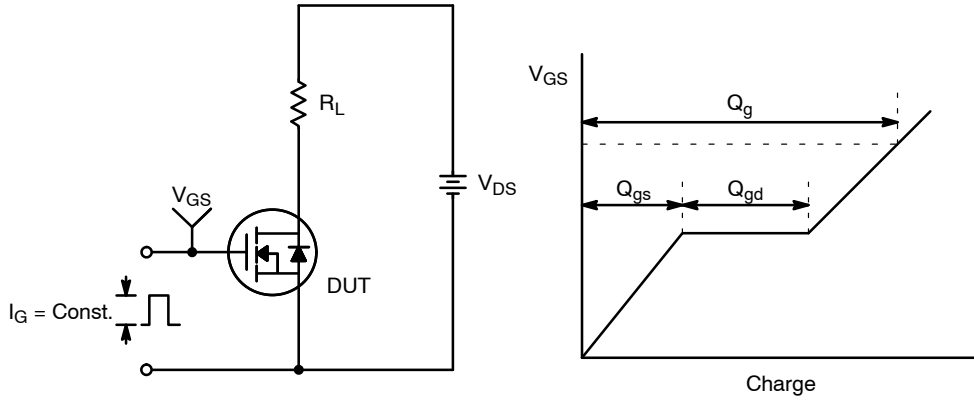 R_L
V_DS
V_GS
DUT
I_G = Const.
V_GS
Q_g
Q_gs
Q_gd
Charge